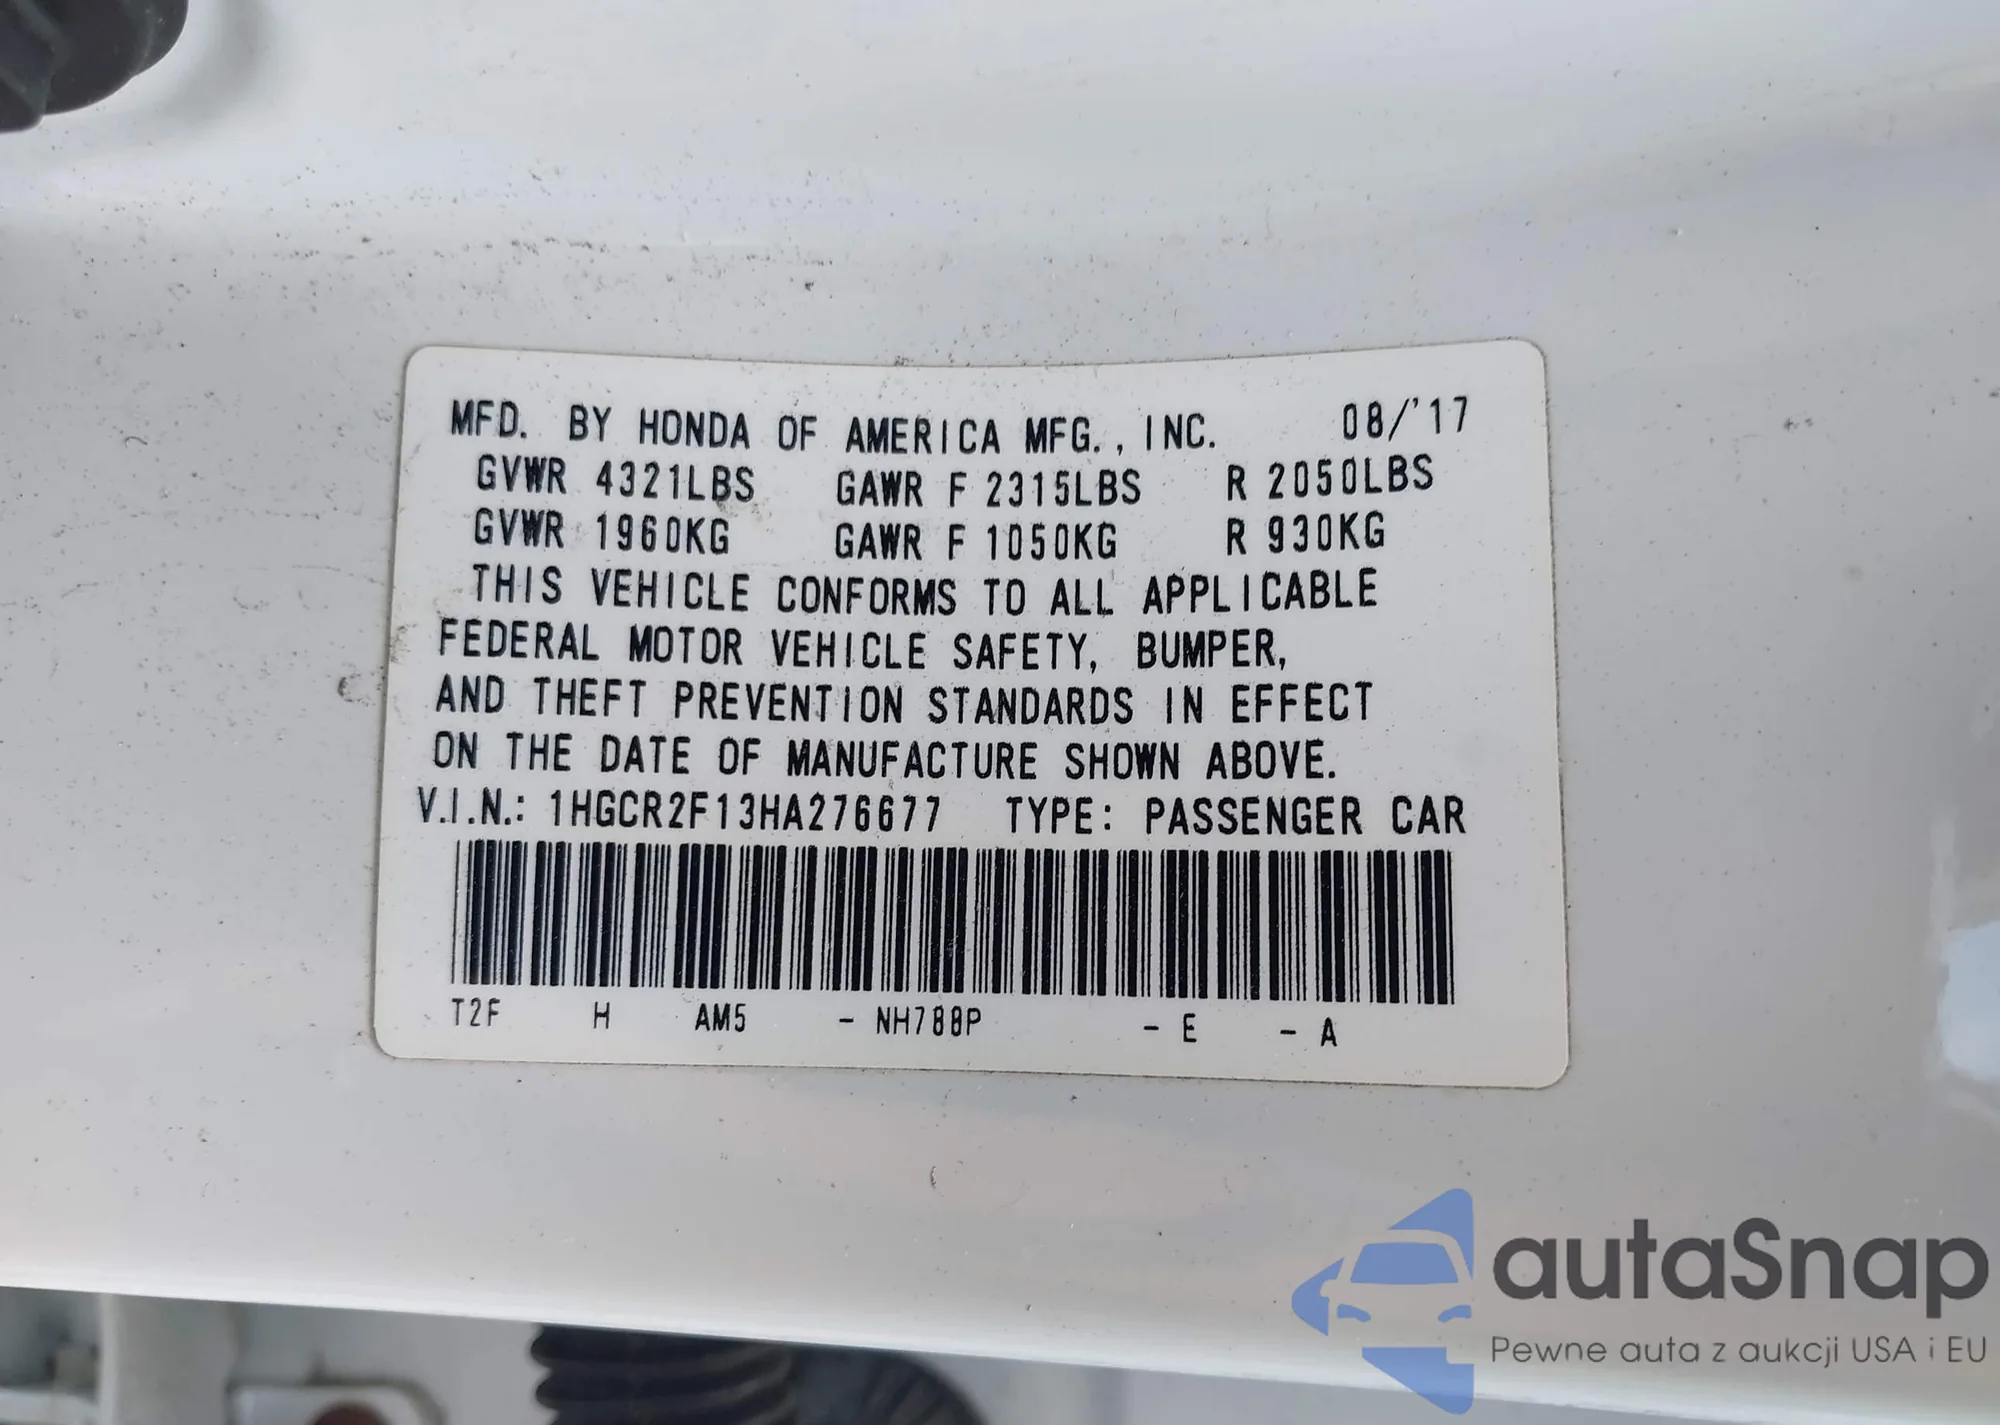 MFD. BY HONDA OF AMERICA MFG., INC. 08/'17
GVWR 4321LBS GAWR F 2315LBS R 2050LBS
GVWR 1960KG GAWR F 1050KG R 930KG
THIS VEHICLE CONFORMS TO ALL APPLICABLE
FEDERAL MOTOR VEHICLE SAFETY, BUMPER,
AND THEFT PREVENTION STANDARDS IN EFFECT
ON THE DATE OF MANUFACTURE SHOWN ABOVE.
V.I.N.: 1HGCR2F13HA276677 TYPE: PASSENGER CAR
T2F H AM5 - NH788P - E - A
autaSnap
Pewne auta z aukcji USA i EU